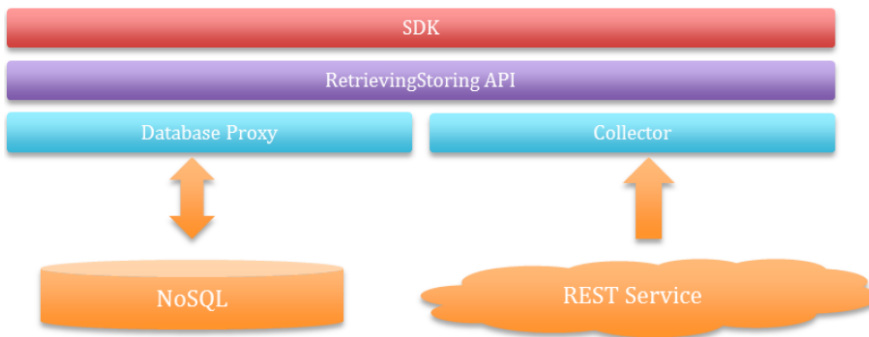 SDK
RetrievingStoring API
Database Proxy
Collector
NoSQL
REST Service